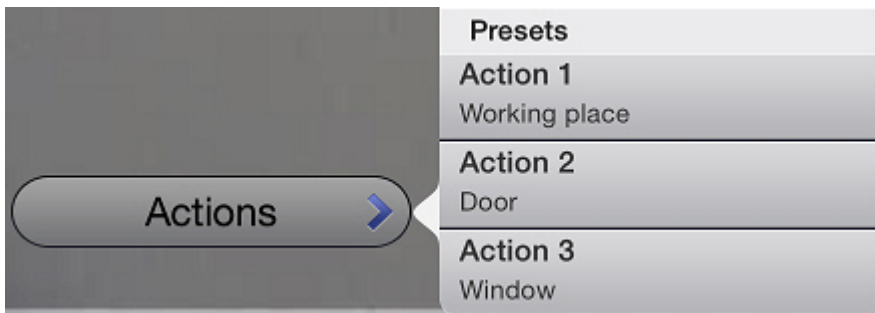 Actions
Presets
Action 1
Working place
Action 2
Door
Action 3
Window